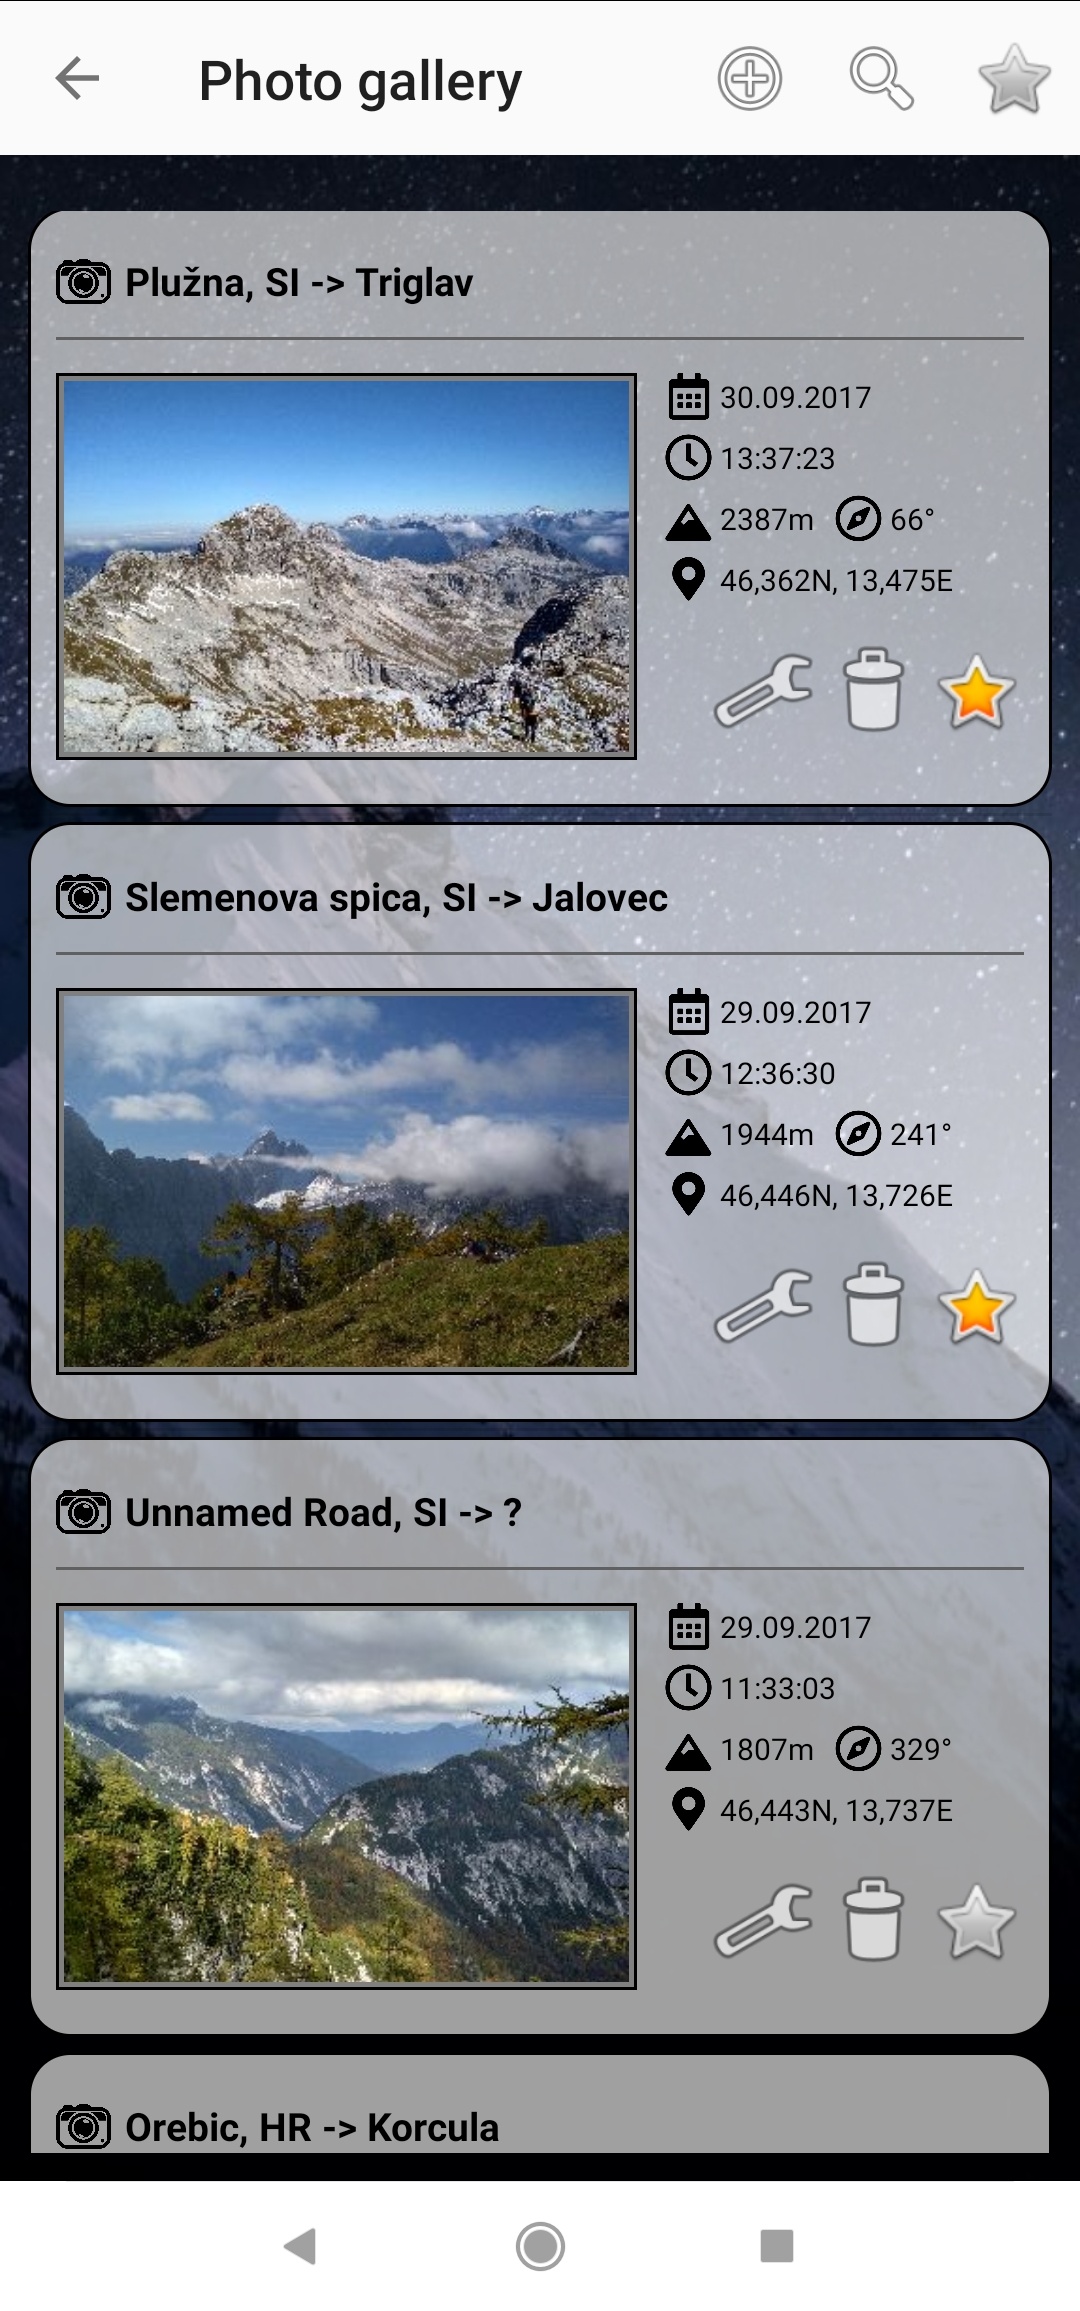 Photo gallery
Plužna, SI -> Triglav
30.09.2017
13:37:23
2387m 66°
46,362N, 13,475E
Slemenova spica, SI -> Jalovec
29.09.2017
12:36:30
1944m 241°
46,446N, 13,726E
Unnamed Road, SI -> ?
29.09.2017
11:33:03
1807m 329°
46,443N, 13,737E
Orebic, HR -> Korcula